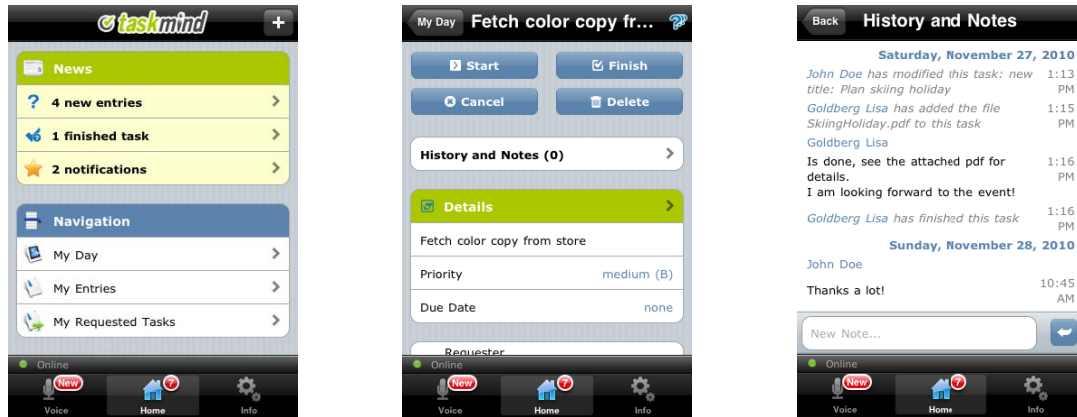 taskmind
+
News
? 4 new entries
1 finished task
2 notifications
Navigation
My Day
My Entries
My Requested Tasks
Online
New
7
Voice
Home
Info
My Day
Fetch color copy fr...
Start
Finish
Cancel
Delete
History and Notes (0)
Details
Fetch color copy from store
Priority medium (B)
Due Date none
Requester
Online
New
7
Voice
Home
Info
Back
History and Notes
Saturday, November 27, 2010
John Doe has modified this task: new 1:13
title: Plan skiing holiday PM
Goldberg Lisa has added the file 1:15
SkiingHoliday.pdf to this task PM
Goldberg Lisa
Is done, see the attached pdf for 1:16
details. PM
I am looking forward to the event!
Goldberg Lisa has finished this task 1:16
PM
Sunday, November 28, 2010
John Doe
Thanks a lot! 10:45
AM
New Note...
Online
New
7
Voice
Home
Info